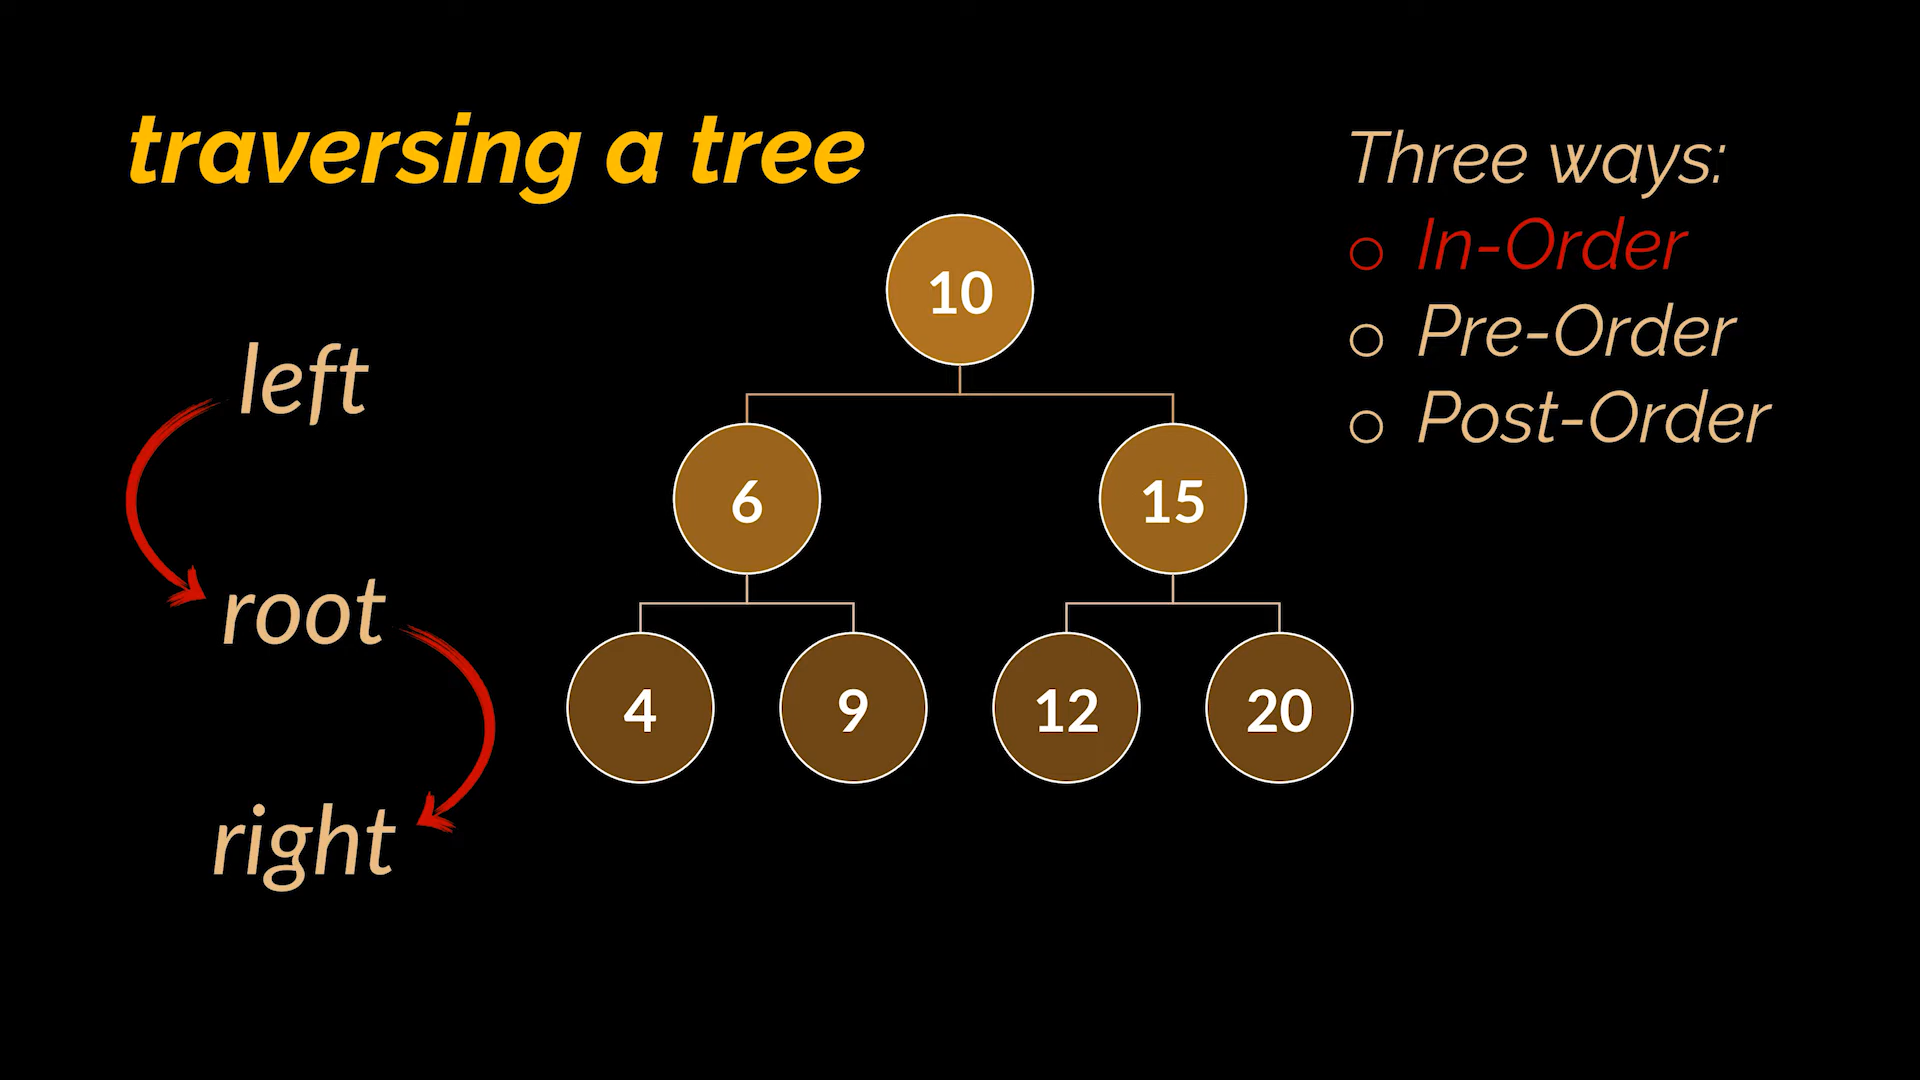 traversing a tree
Three ways:
In-Order
Pre-Order
Post-Order
left
root
right
10
6
15
4
9
12
20